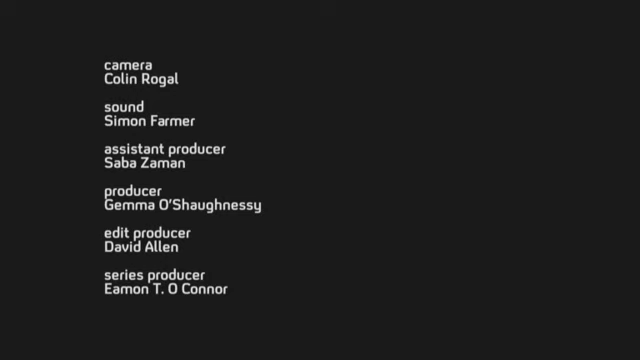 camera
Colin Rogal
sound
Simon Farmer
assistant producer
Saba Zaman
producer
Gemma O'Shaughnessy
edit producer
David Allen
series producer
Eamon T. O Connor